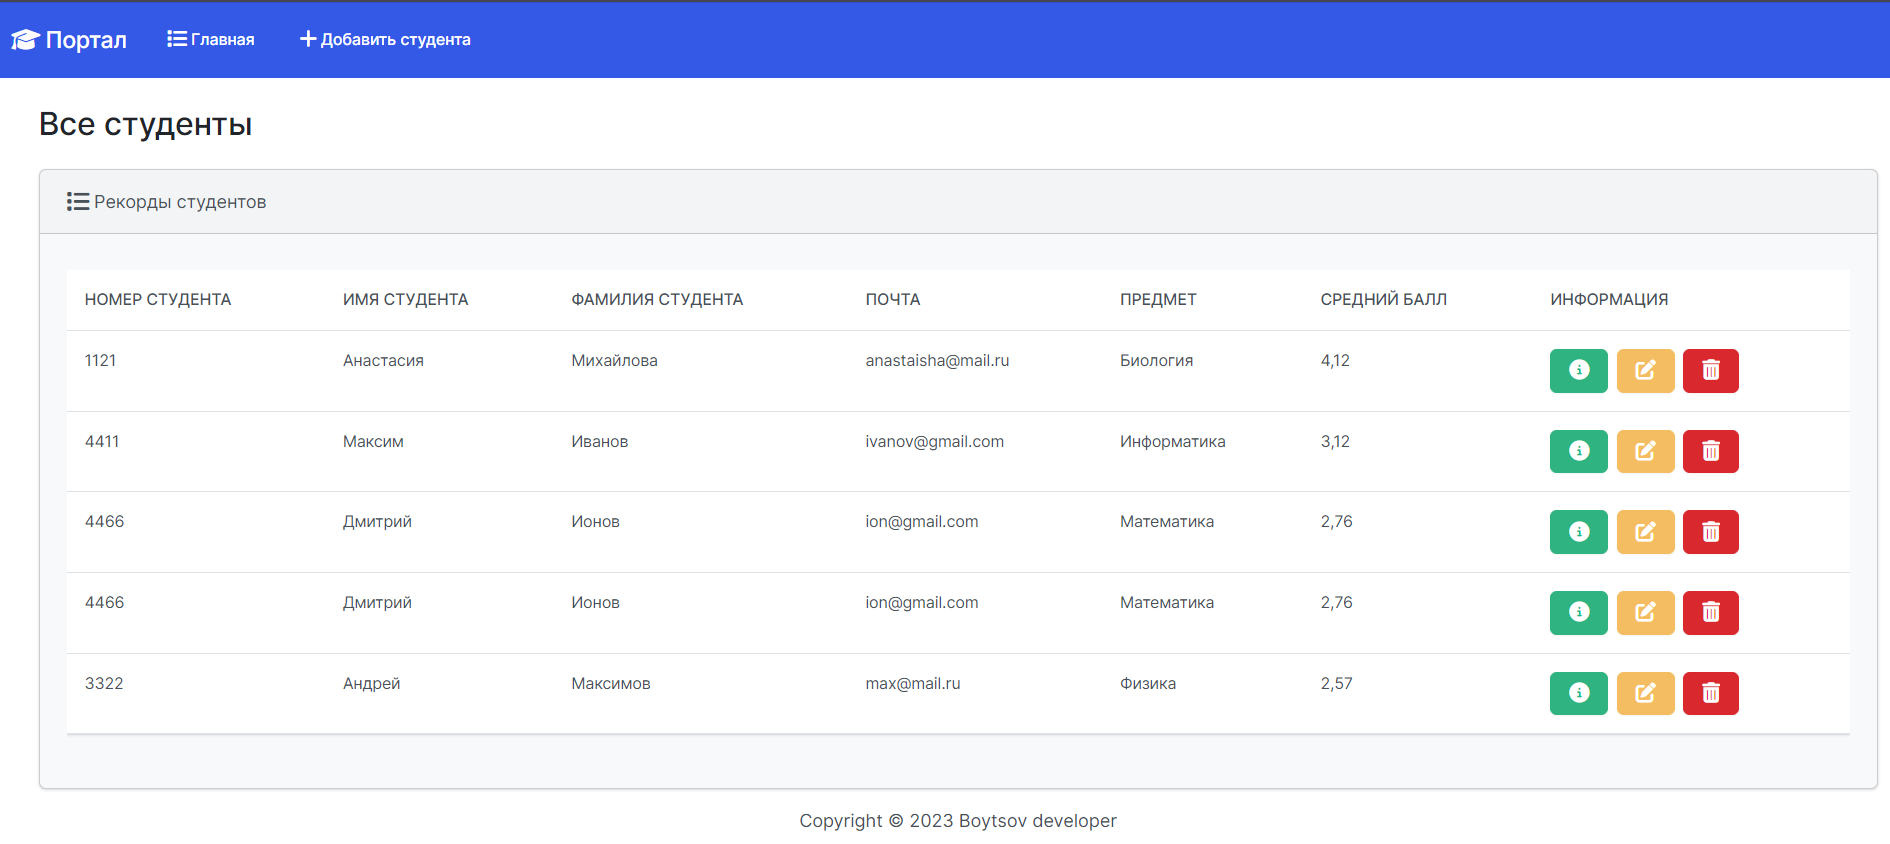 Портал Главная Добавить студента
Все студенты
Рекорды студентов
НОМЕР СТУДЕНТА ИМЯ СТУДЕНТА ФАМИЛИЯ СТУДЕНТА ПОЧТА ПРЕДМЕТ СРЕДНИЙ БАЛЛ ИНФОРМАЦИЯ
1121 Анастасия Михайлова anastaisha@mail.ru Биология 4,12
4411 Максим Иванов ivanov@gmail.com Информатика 3,12
4466 Дмитрий Ионов ion@gmail.com Математика 2,76
4466 Дмитрий Ионов ion@gmail.com Математика 2,76
3322 Андрей Максимов max@mail.ru Физика 2,57
Copyright © 2023 Boytsov developer